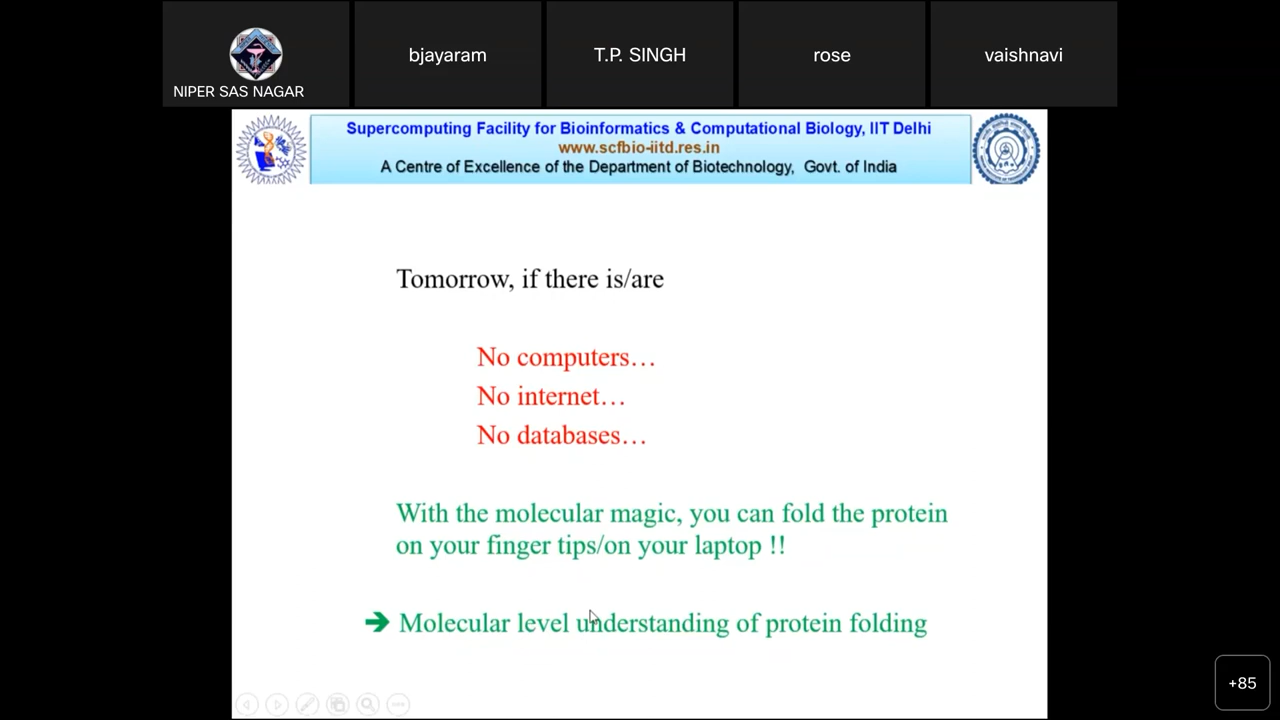 NIPER SAS NAGAR
bjayaram
T.P. SINGH
rose
vaishnavi
Supercomputing Facility for Bioinformatics & Computational Biology, IIT Delhi
www.scfbio-iitd.res.in
A Centre of Excellence of the Department of Biotechnology, Govt. of India
Tomorrow, if there is/are
No computers…
No internet…
No databases…
With the molecular magic, you can fold the protein
on your finger tips/on your laptop !!
➔ Molecular level understanding of protein folding
+85